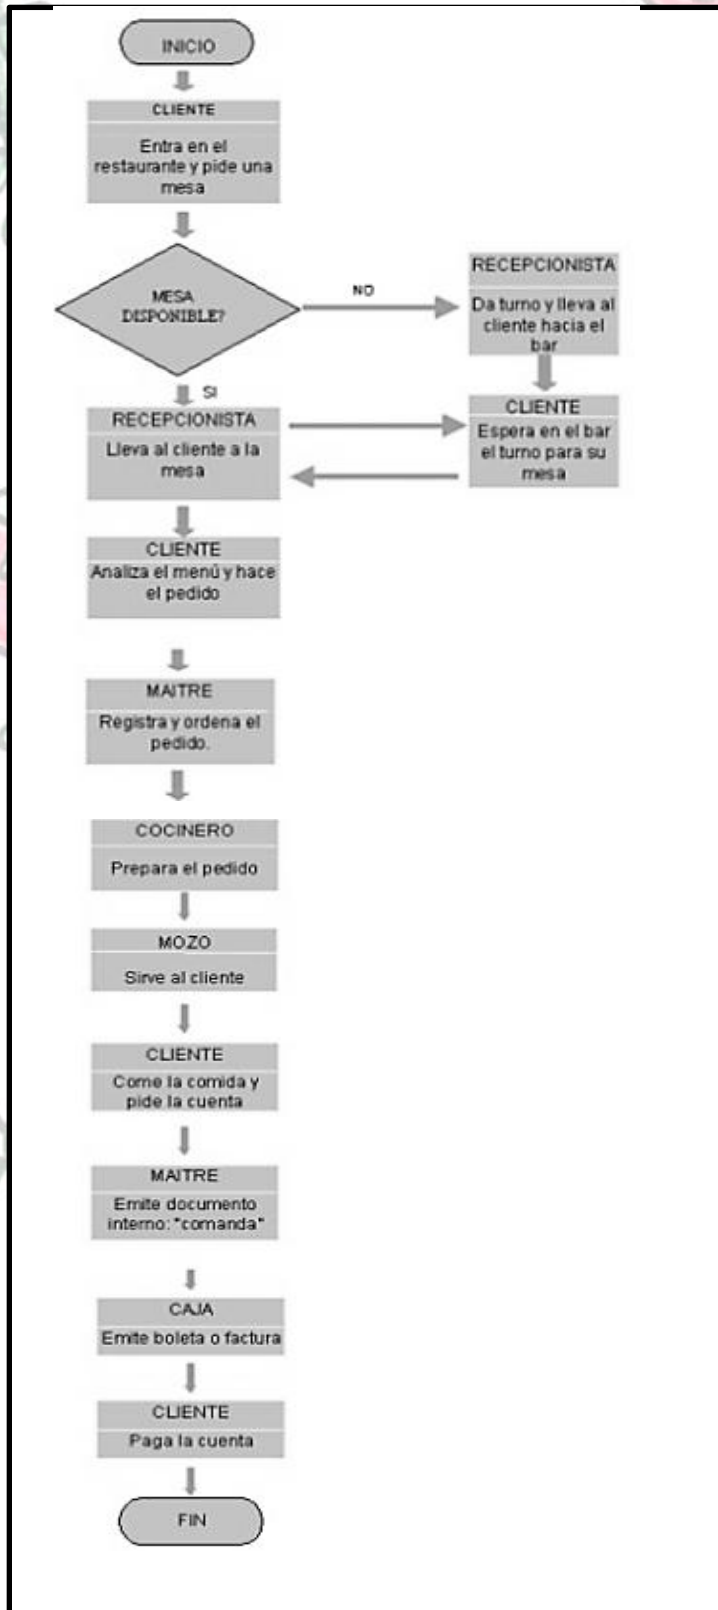 INICIO
CLIENTE
Entra en el
restaurante y pide una
mesa
MESA
DISPONIBLE?
NO
RECEPCIONISTA
Da turno y lleva al
cliente hacia el
bar
SI
RECEPCIONISTA
Lleva al cliente a la
mesa
CLIENTE
Espera en el bar
el turno para su
mesa
CLIENTE
Analiza el menú y hace
el pedido
MAITRE
Registra y ordena el
pedido.
COCINERO
Prepara el pedido
MOZO
Sirve al cliente
CLIENTE
Come la comida y
pide la cuenta
MAITRE
Emite documento
interno: "comanda"
CAJA
Emite boleta o factura
CLIENTE
Paga la cuenta
FIN